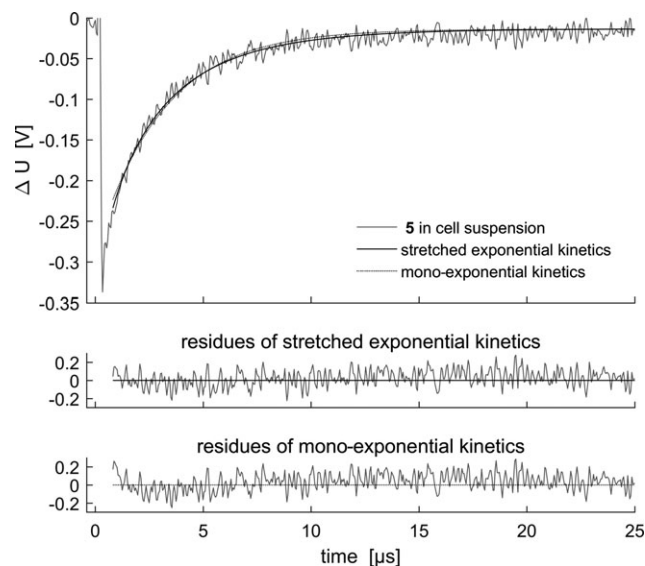 0
-0.05
-0.1
-0.15
-0.2
-0.25
-0.3
-0.35
Δ U [V]
5 in cell suspension
stretched exponential kinetics
mono-exponential kinetics
residues of stretched exponential kinetics
0.2
0
-0.2
residues of mono-exponential kinetics
0.2
0
-0.2
0 5 10 15 20 25
time [µs]